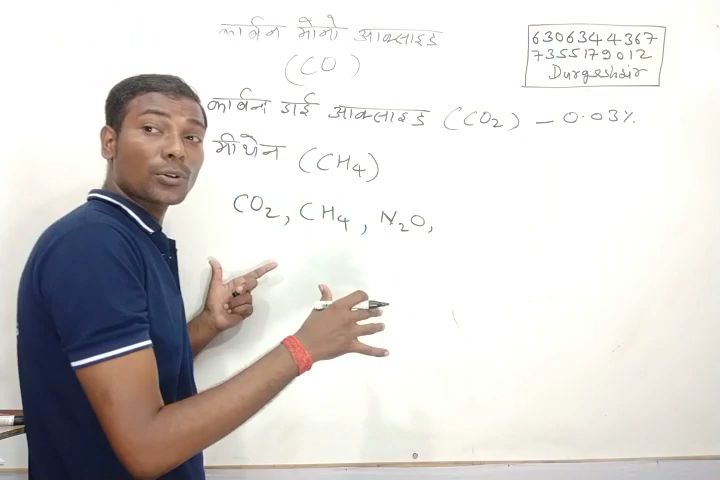 कार्बन मोनो आक्साइड
(CO)
6306344367
7355179012
Durgeshsir
कार्बन डाई आक्साइड (CO₂) – 0.03%
मीथेन (CH₄)
CO₂, CH₄, N₂O,